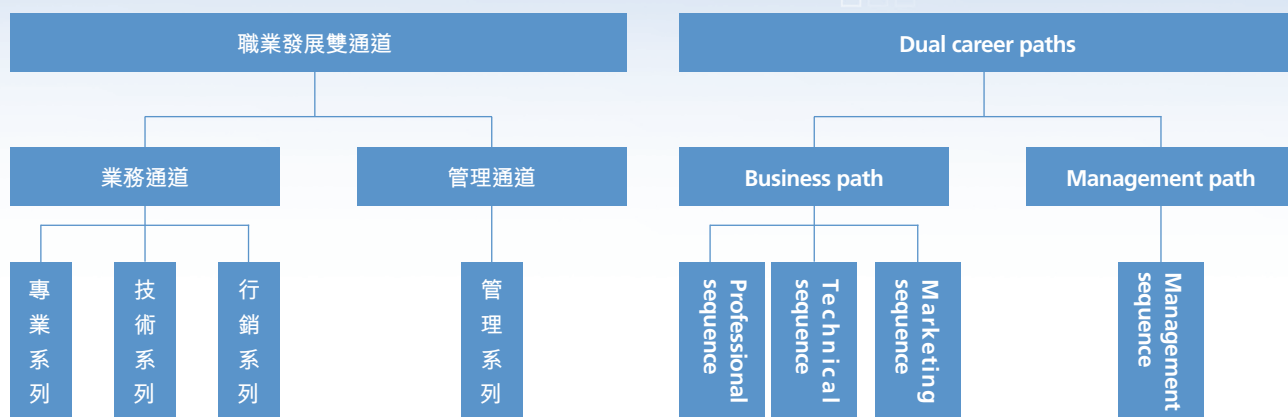 職業發展雙通道
業務通道
管理通道
專業系列
技術系列
行銷系列
管理系列
Dual career paths
Business path
Management path
Professional
sequence
Technical
sequence
Marketing
sequence
Management
sequence